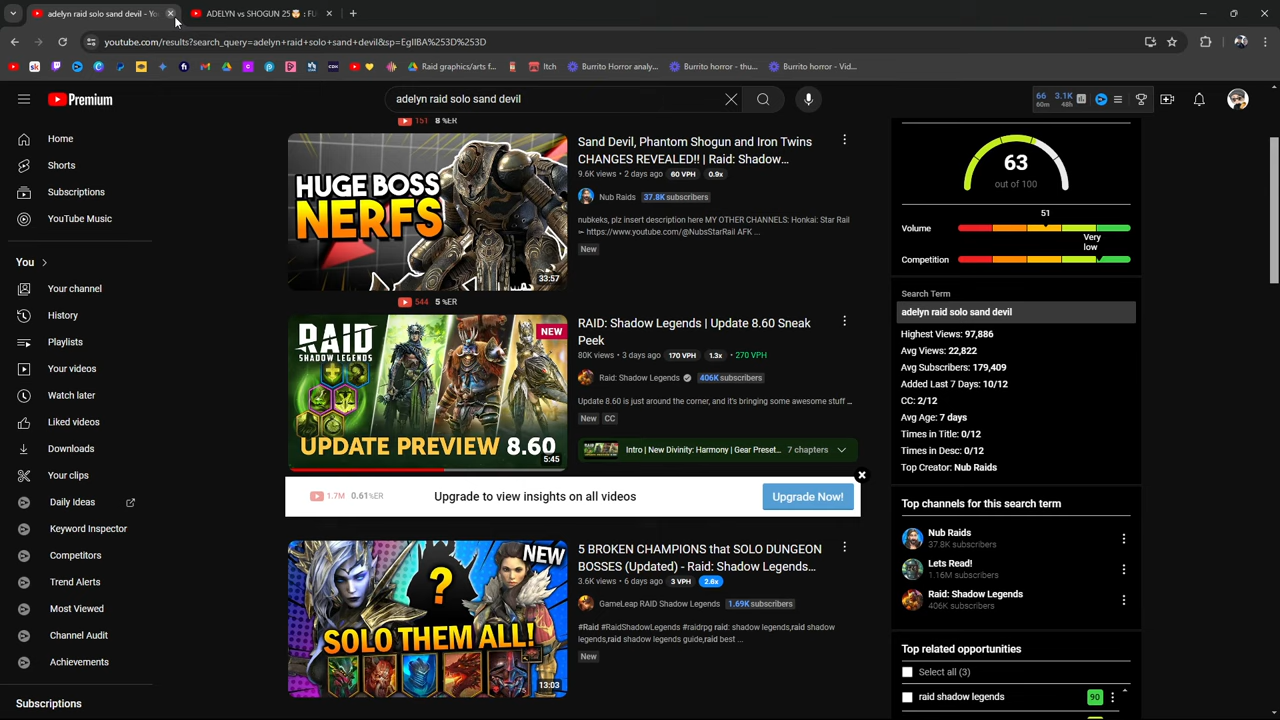 adelyn raid solo sand devil - Yo
ADELYN vs SHOGUN 25🤯 : FU
youtube.com/results?search_query=adelyn+raid+solo+sand+devil&sp=EgIIBA%253D%253D
Raid graphics/arts f...
Itch
Burrito Horror analy...
Burrito horror - thu...
Burrito horror - Vid...
Premium
adelyn raid solo sand devil
66
60m
3.1K
48h
Home
Shorts
Subscriptions
YouTube Music
You
Your channel
History
Playlists
Your videos
Watch later
Liked videos
Downloads
Your clips
Daily Ideas
Keyword Inspector
Competitors
Trend Alerts
Most Viewed
Channel Audit
Achievements
Subscriptions
151 8 %ER
HUGE BOSS
NERFS
33:57
Sand Devil, Phantom Shogun and Iron Twins
CHANGES REVEALED!! | Raid: Shadow...
9.6K views • 2 days ago 60 VPH 0.9x
Nub Raids 37.8K subscribers
nubkeks, plz insert description here MY OTHER CHANNELS: Honkai: Star Rail
➳ https://www.youtube.com/@NubsStarRail AFK ...
New
544 5 %ER
RAID
SHADOW LEGENDS
NEW
UPDATE PREVIEW 8.60
5:45
RAID: Shadow Legends | Update 8.60 Sneak
Peek
80K views • 3 days ago 170 VPH 1.3x • 270 VPH
Raid: Shadow Legends 406K subscribers
Update 8.60 is just around the corner, and it's bringing some awesome stuff ...
New CC
Intro | New Divinity: Harmony | Gear Preset... 7 chapters
1.7M 0.61%ER
Upgrade to view insights on all videos
Upgrade Now!
NEW
?
SOLO THEM ALL!
13:03
5 BROKEN CHAMPIONS that SOLO DUNGEON
BOSSES (Updated) - Raid: Shadow Legends...
3.6K views • 6 days ago 3 VPH 2.6x
GameLeap RAID Shadow Legends 1.69K subscribers
#Raid #RaidShadowLegends #raidrpg raid: shadow legends,raid shadow
legends,raid shadow legends guide,raid best ...
New
63
out of 100
51
Volume
Very
low
Competition
Search Term
adelyn raid solo sand devil
Highest Views: 97,886
Avg Views: 22,822
Avg Subscribers: 179,409
Added Last 7 Days: 10/12
CC: 2/12
Avg Age: 7 days
Times in Title: 0/12
Times in Desc: 0/12
Top Creator: Nub Raids
Top channels for this search term
Nub Raids
37.8K subscribers
Lets Read!
1.16M subscribers
Raid: Shadow Legends
406K subscribers
Top related opportunities
Select all (3)
raid shadow legends 90